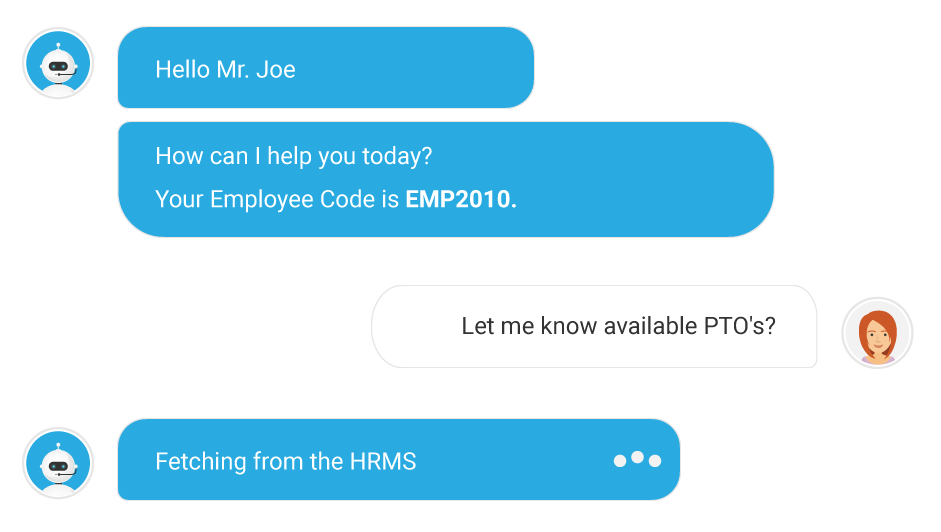 Hello Mr. Joe
How can I help you today?
Your Employee Code is EMP2010.
Let me know available PTO's?
Fetching from the HRMS